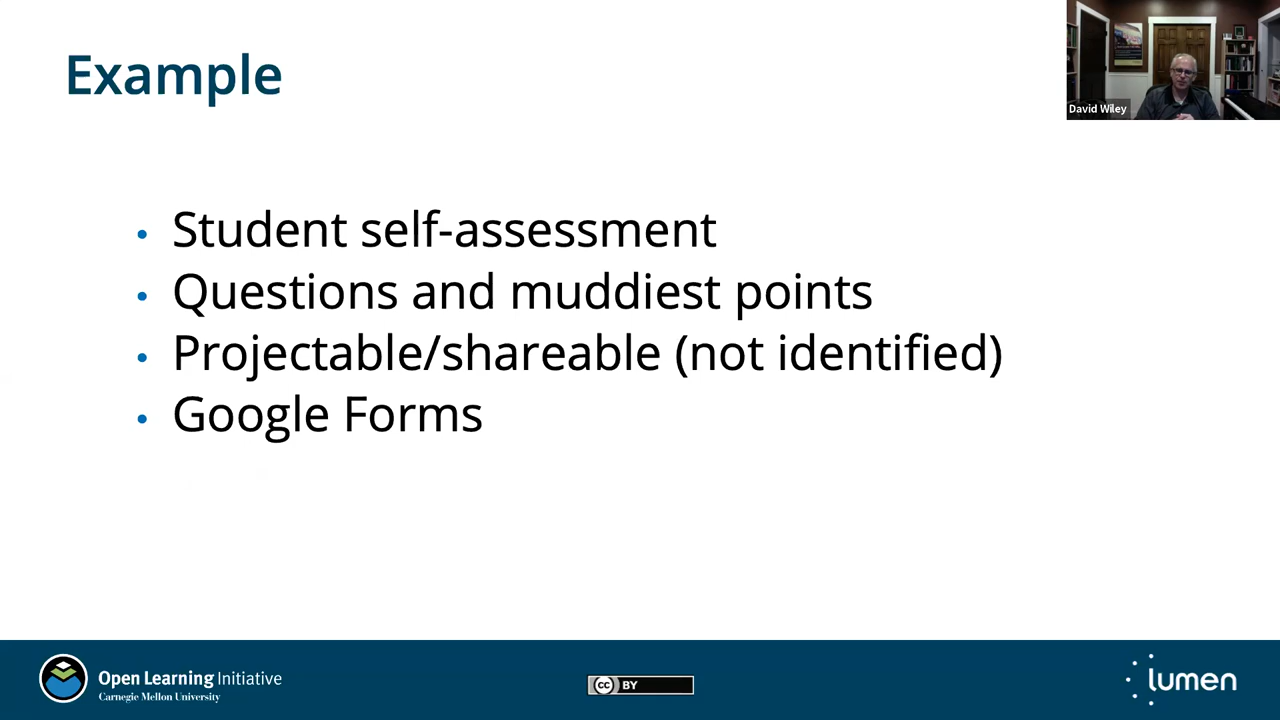 Example
David Wiley
• Student self-assessment
• Questions and muddiest points
• Projectable/shareable (not identified)
• Google Forms
Open Learning Initiative
Carnegie Mellon University
cc BY
lumen